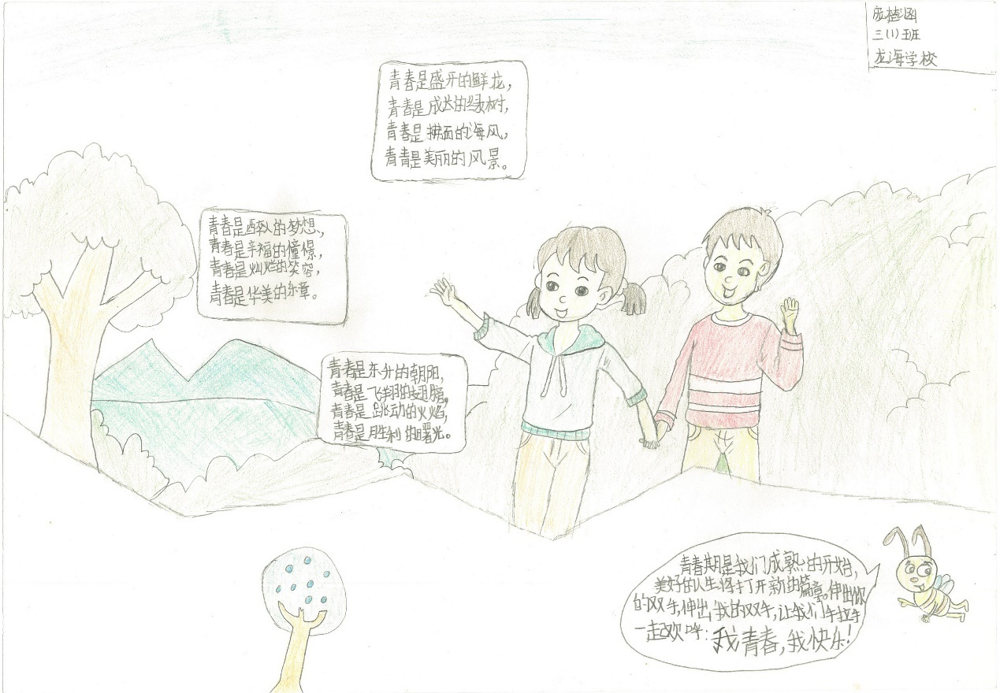 楂涵
三(1)班
龙海学校
青春是盛开的鲜花，
青春是成长的绿树，
青春是拂面的海风，
青青是美丽的风景。
青春是醉人的梦想、，
青春是辛福的憧憬，
青春是灿烂的笑容，
青春是华美的乐章。
青春是东升的朝阳，
青春是飞翔的翅膀，
青春是跳动的火焰，
青春是胜利的曙光。
青春期是我们成熟的开始，
美好的人生将打开新的篇章。伸出你
的双手，伸出我的双手，让我们手拉手
一起欢呼：我青春，我快乐！